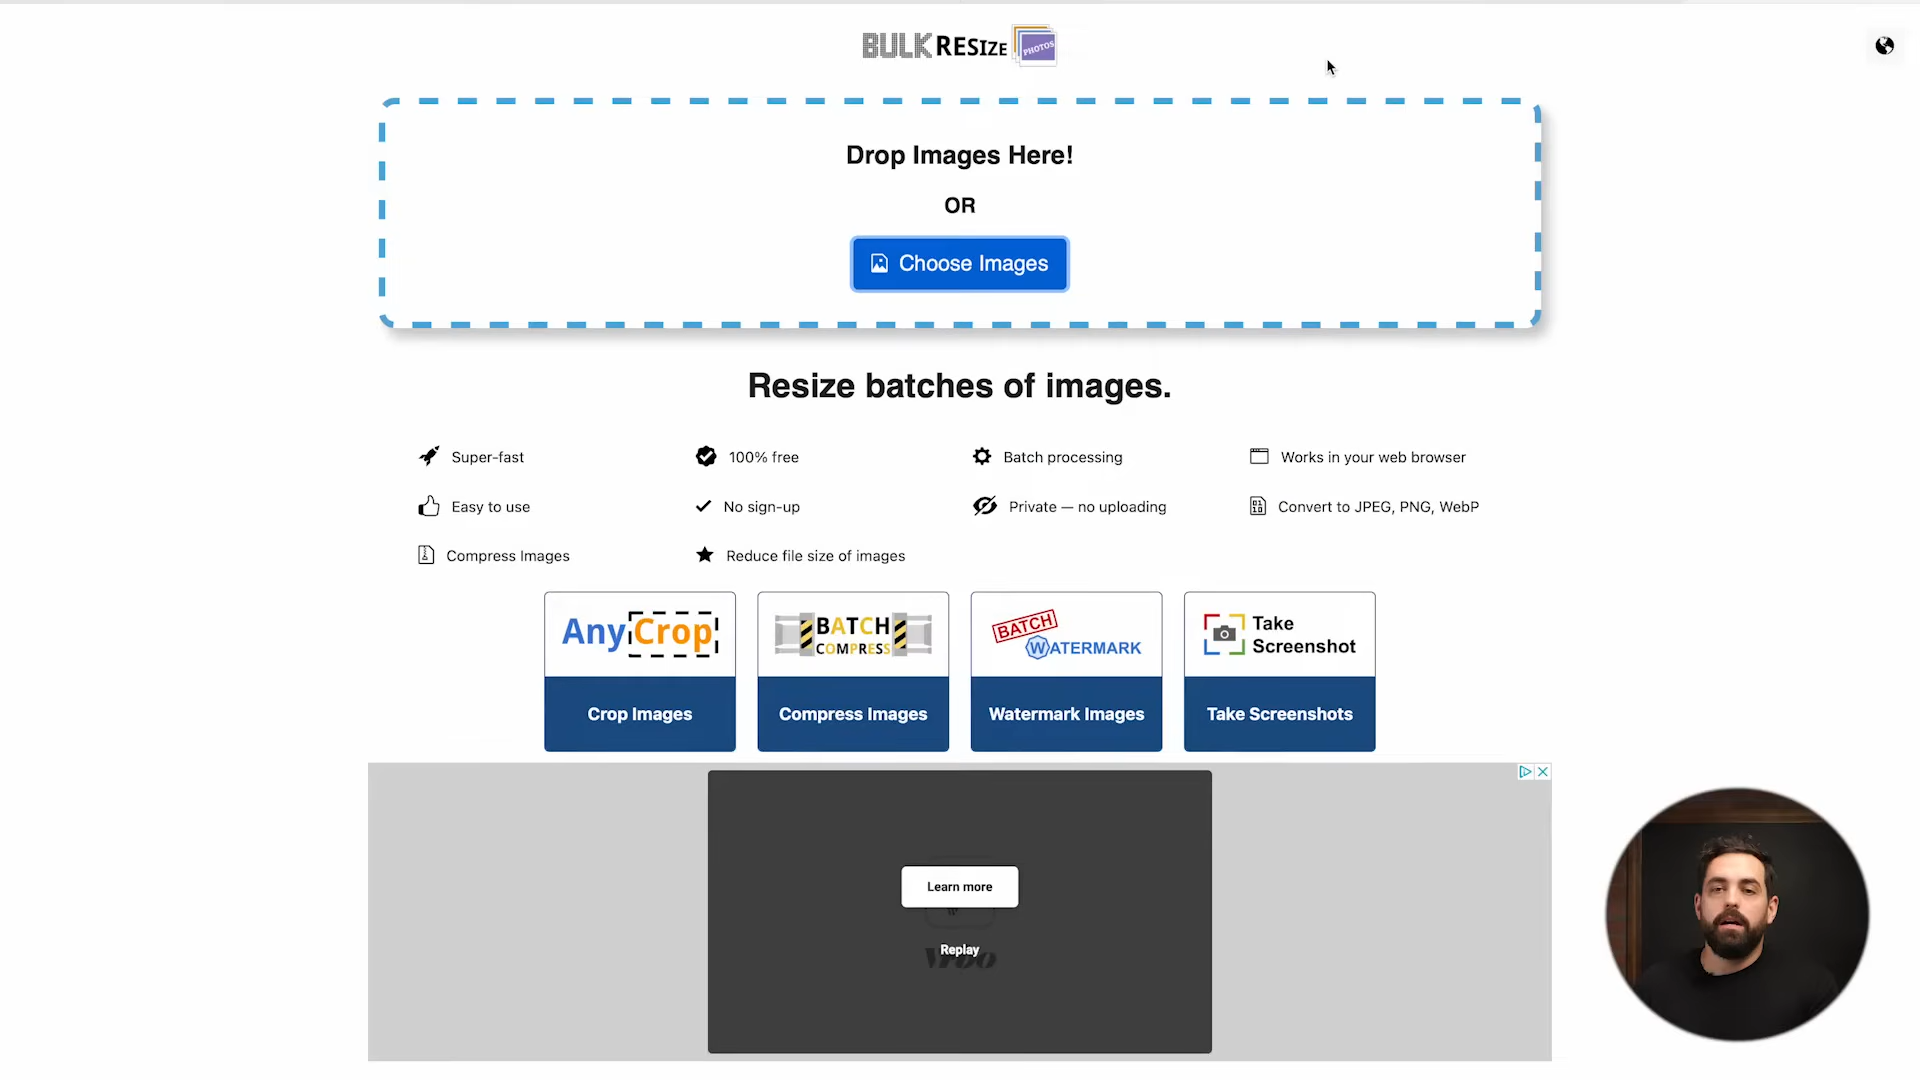 BULK RESIZE PHOTOS
Drop Images Here!
OR
Choose Images
Resize batches of images.
Super-fast
100% free
Batch processing
Works in your web browser
Easy to use
No sign-up
Private — no uploading
Convert to JPEG, PNG, WebP
Compress Images
Reduce file size of images
AnyCrop
BATCH
COMPRESS
BATCH
WATERMARK
Take
Screenshot
Crop Images
Compress Images
Watermark Images
Take Screenshots
Learn more
Replay